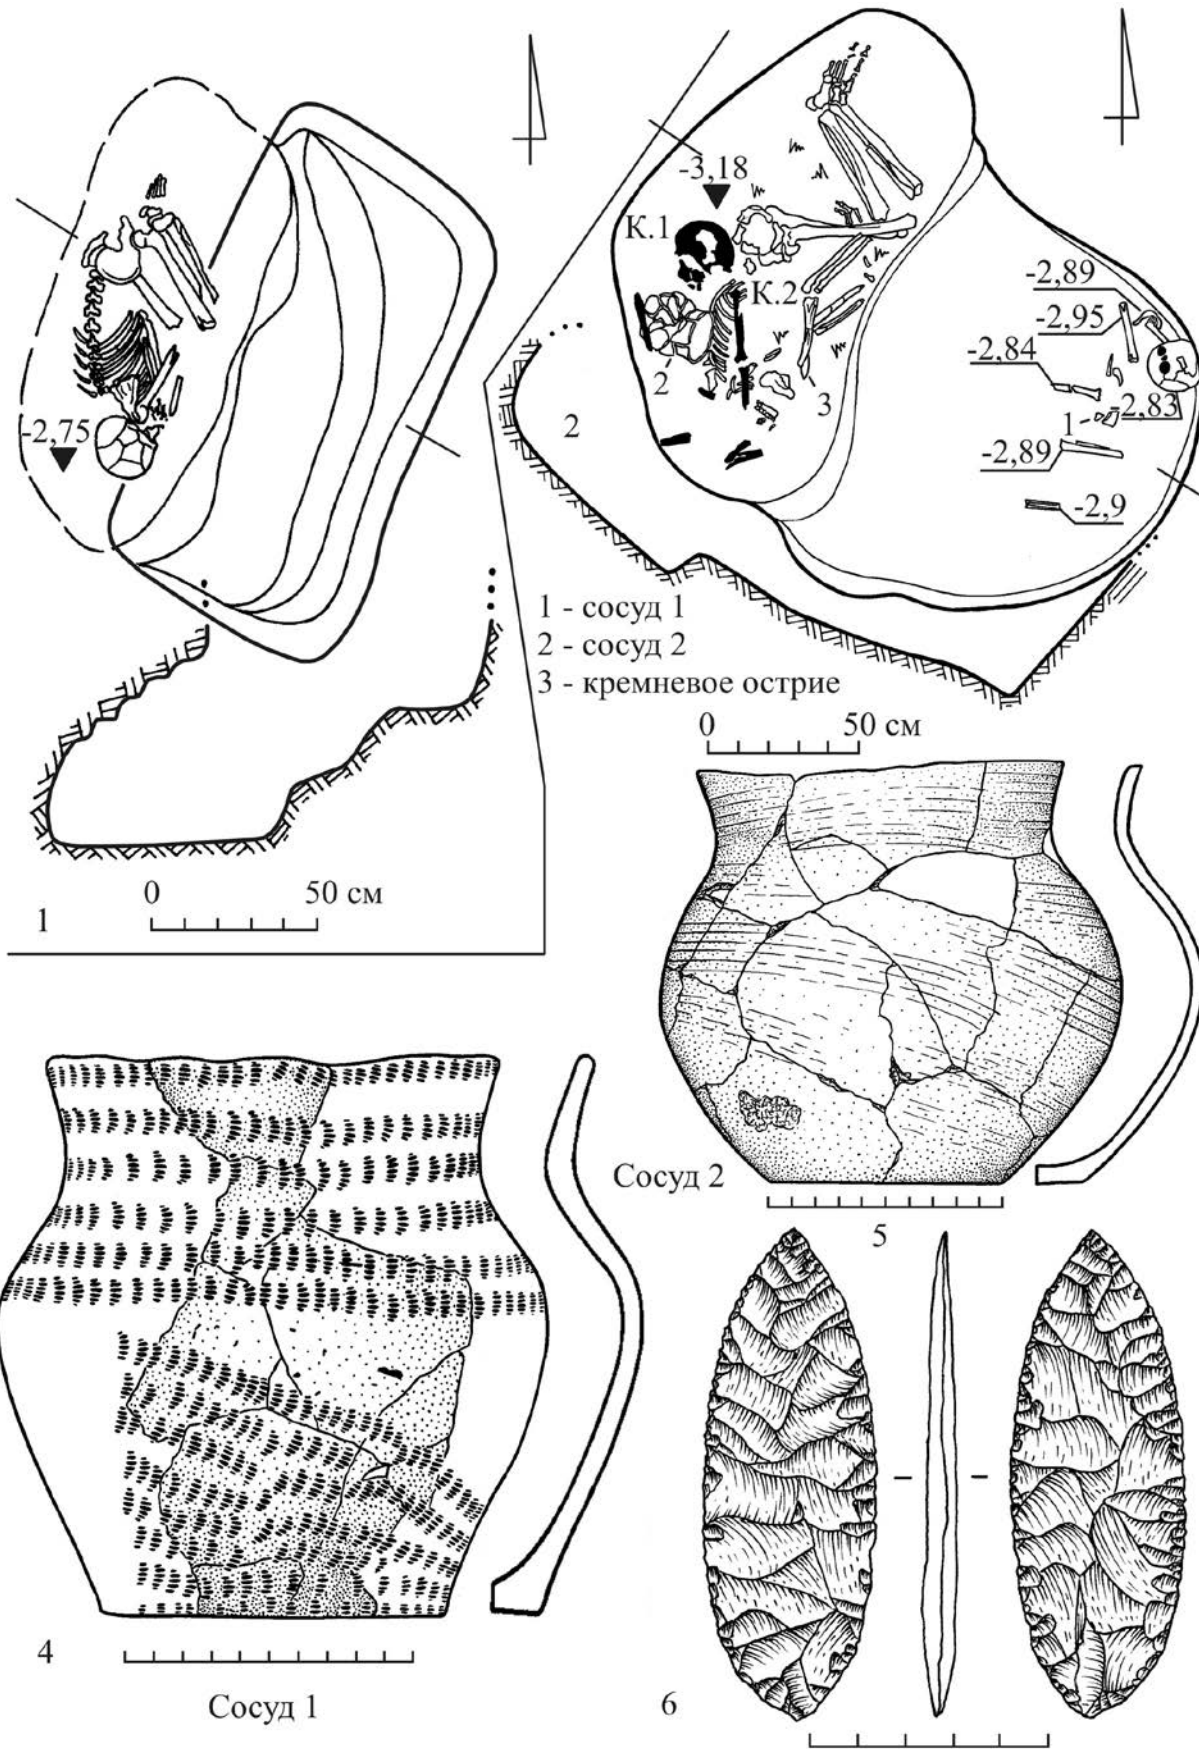 -2,75
0 50 см
1
-3,18
К.1
К.2
2
3
-2,89
-2,95
-2,84
1
-2,83
-2,89
-2,9
2
1 - сосуд 1
2 - сосуд 2
3 - кремневое острие
0 50 см
Сосуд 2
5
4
Сосуд 1
6